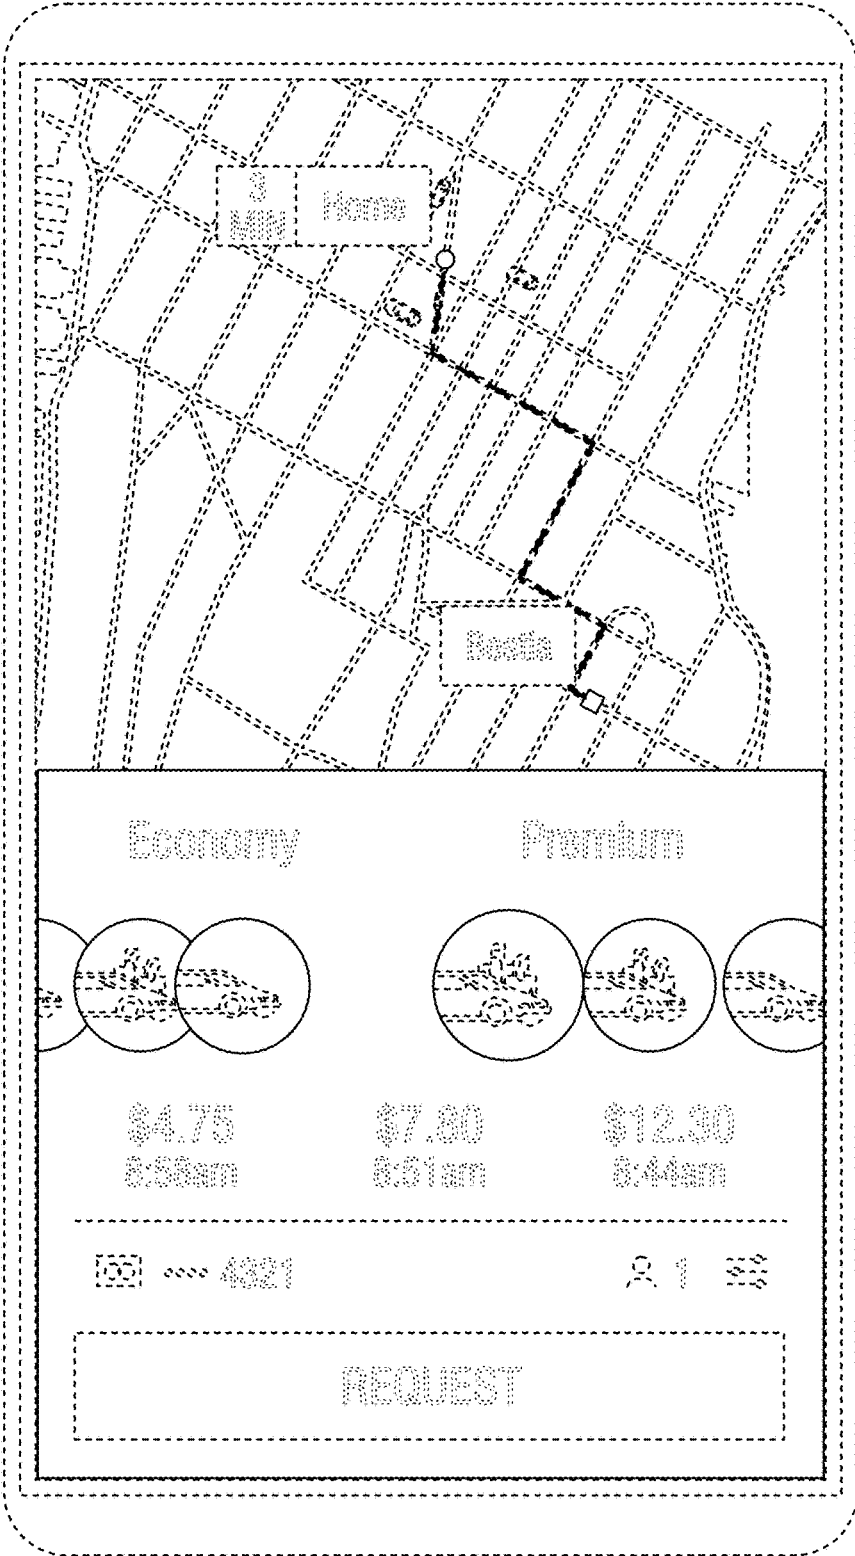 3
MIN
Home
Bestia
Economy Premium
$4.75 $7.80 $12.30
8:58am 8:51am 8:44am
4321 1
REQUEST